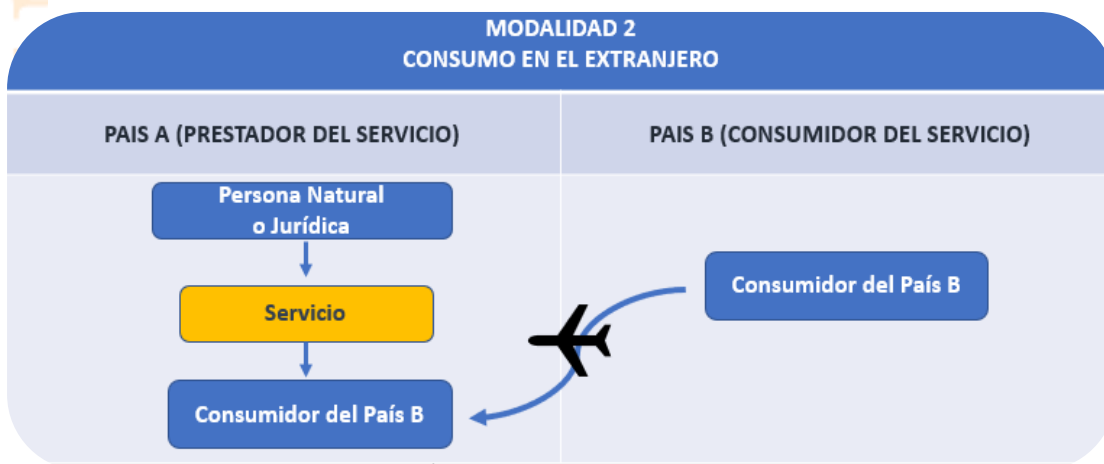 MODALIDAD 2
CONSUMO EN EL EXTRANJERO
PAIS A (PRESTADOR DEL SERVICIO)
PAIS B (CONSUMIDOR DEL SERVICIO)
Persona Natural
o Jurídica
Servicio
Consumidor del País B
Consumidor del País B